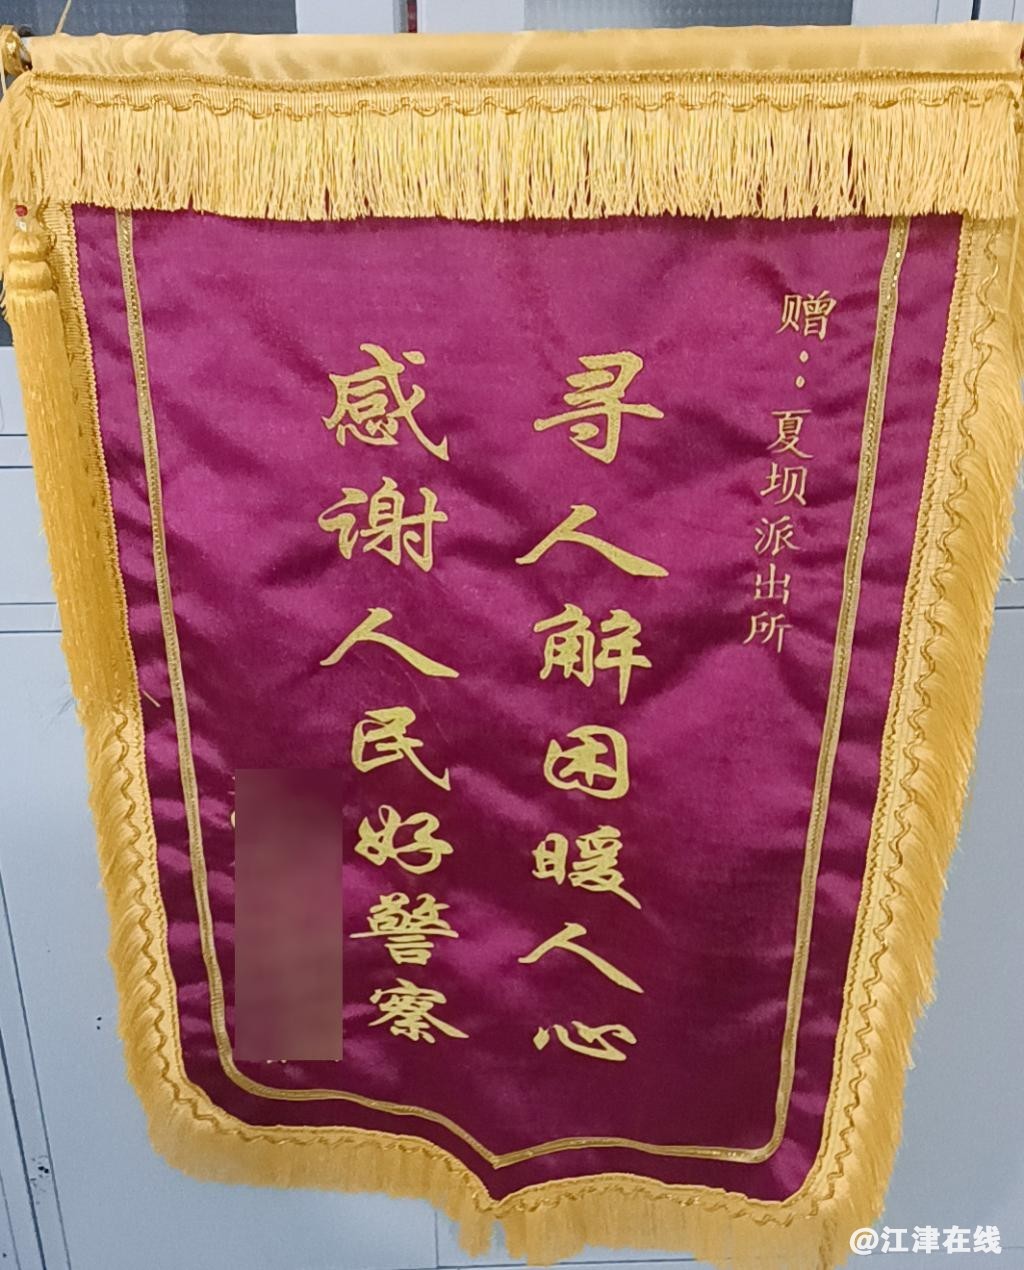 赠：夏坝派出所
寻人解困暖人心
感谢人民好警察
@江津在线